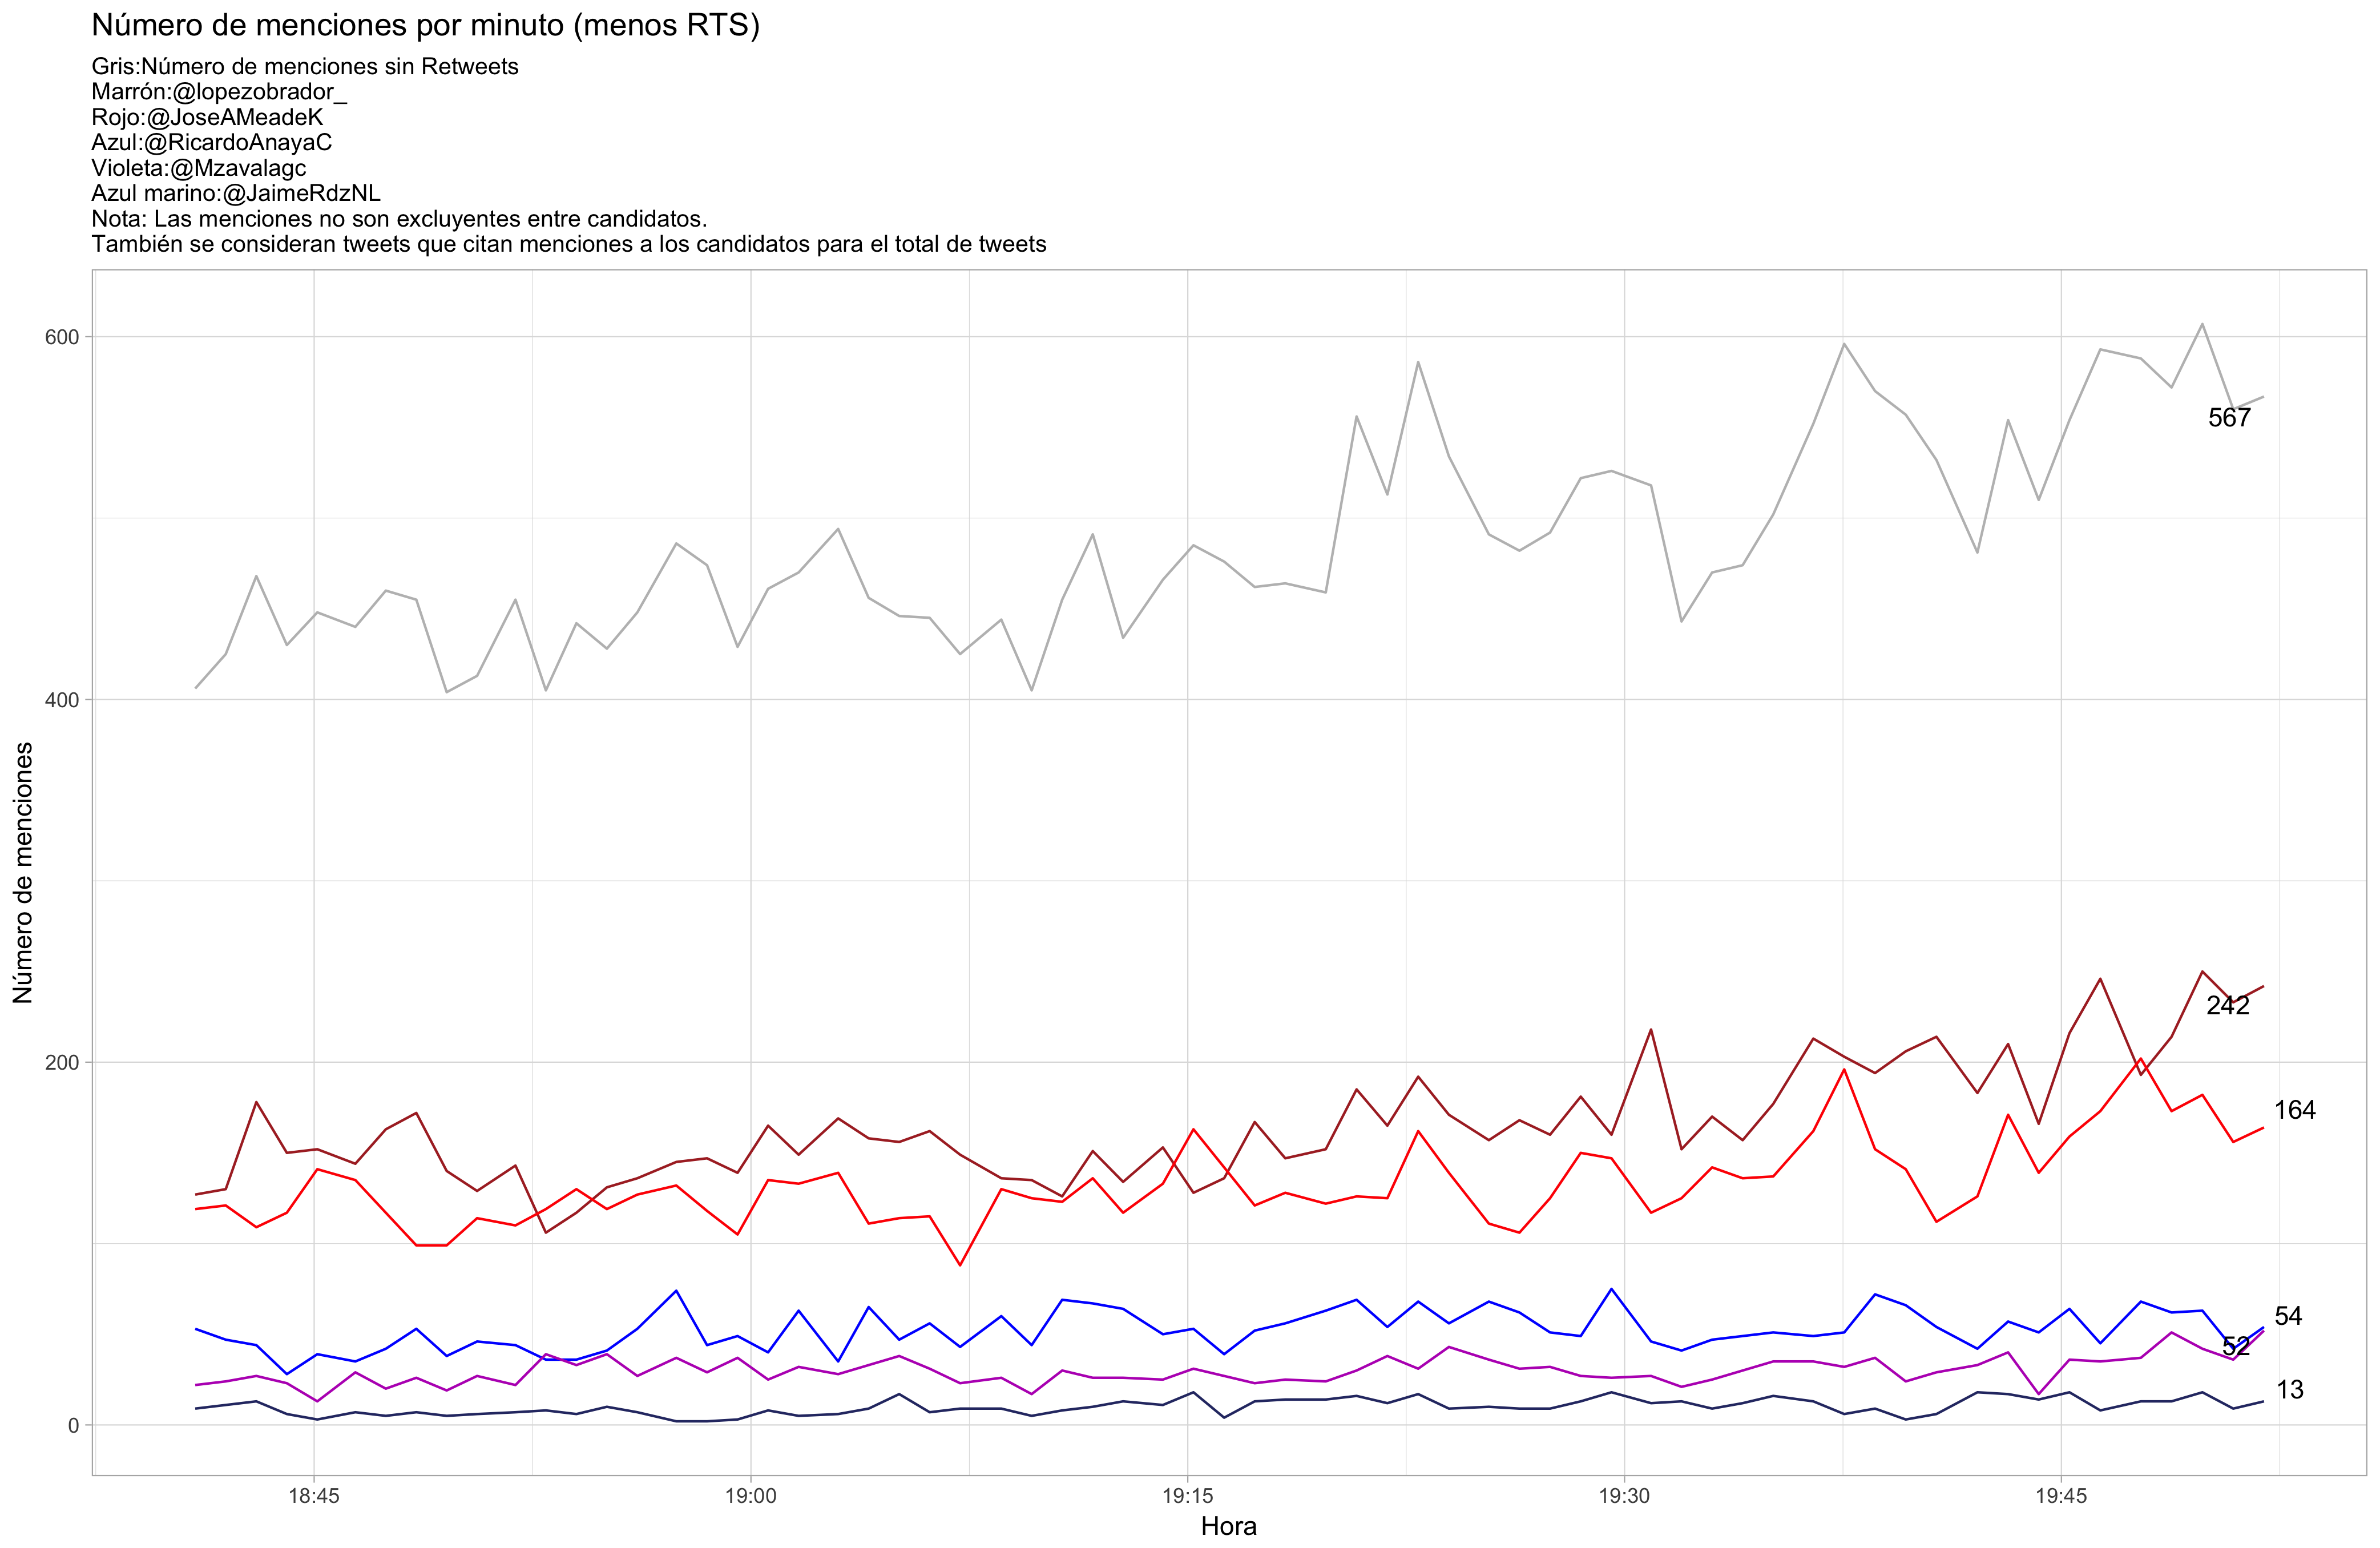 Número de menciones por minuto (menos RTS)
Gris:Número de menciones sin Retweets
Marrón:@lopezobrador_
Rojo:@JoseAMeadeK
Azul:@RicardoAnayaC
Violeta:@Mzavalagc
Azul marino:@JaimeRdzNL
Nota: Las menciones no son excluyentes entre candidatos.
También se consideran tweets que citan menciones a los candidatos para el total de tweets
Número de menciones
600
400
200
0
567
242
164
54
52
13
18:45
19:00
19:15
19:30
19:45
Hora